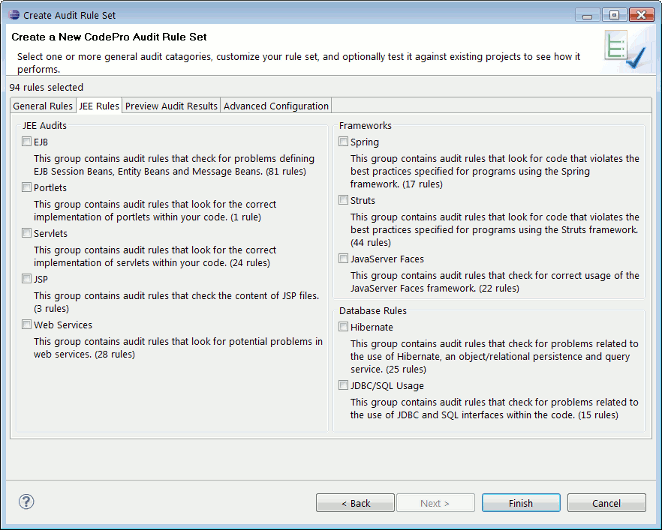 Create Audit Rule Set
Create a New CodePro Audit Rule Set
Select one or more general audit catagories, customize your rule set, and optionally test it against existing projects to see how it
performs.
94 rules selected
General Rules JEE Rules Preview Audit Results Advanced Configuration
JEE Audits
EJB
This group contains audit rules that check for problems defining
EJB Session Beans, Entity Beans and Message Beans. (81 rules)
Portlets
This group contains audit rules that look for the correct
implementation of portlets within your code. (1 rule)
Servlets
This group contains audit rules that look for the correct
implementation of servlets within your code. (24 rules)
JSP
This group contains audit rules that check the content of JSP files.
(3 rules)
Web Services
This group contains audit rules that look for potential problems in
web services. (28 rules)
Frameworks
Spring
This group contains audit rules that look for code that violates the
best practices specified for programs using the Spring
framework. (17 rules)
Struts
This group contains audit rules that look for code that violates the
best practices specified for programs using the Struts framework.
(44 rules)
JavaServer Faces
This group contains audit rules that check for correct usage of the
JavaServer Faces framework. (22 rules)
Database Rules
Hibernate
This group contains audit rules that check for problems related to
the use of Hibernate, an object/relational persistence and query
service. (25 rules)
JDBC/SQL Usage
This group contains audit rules that check for problems related to
the use of JDBC and SQL interfaces within the code. (15 rules)
?
< Back Next > Finish Cancel